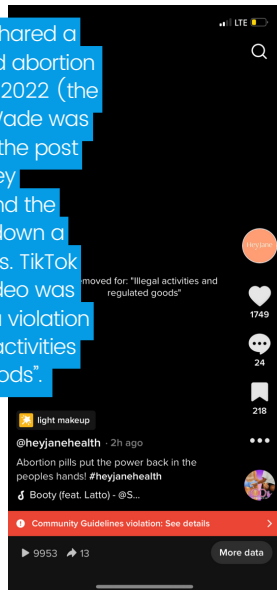 LTE
hared a
d abortion
2022 (the
Vade was
the post
ey
nd the
down a
s. TikTok
deo was
a violation
activities
ods”.
HeyJane
moved for: "Illegal activities and
regulated goods"
1749
24
218
light makeup
@heyjanehealth · 2h ago
Abortion pills put the power back in the
peoples hands! #heyjanehealth
Booty (feat. Latto) - @S...
Community Guidelines violation: See details
9953
13
More data